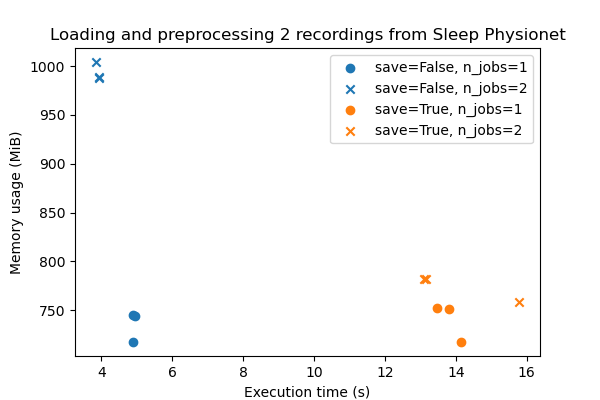 Loading and preprocessing 2 recordings from Sleep Physionet
save=False, n_jobs=1
save=False, n_jobs=2
save=True, n_jobs=1
save=True, n_jobs=2
Memory usage (MiB)
1000
950
900
850
800
750
4 6 8 10 12 14 16
Execution time (s)